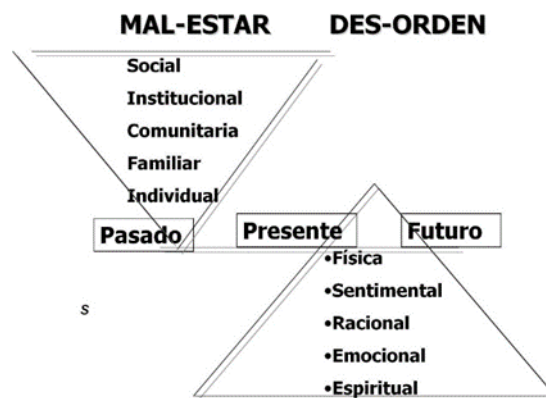 MAL-ESTAR DES-ORDEN
Social
Institucional
Comunitaria
Familiar
Individual
Pasado Presente Futuro
•Física
•Sentimental
s
•Racional
•Emocional
•Espiritual